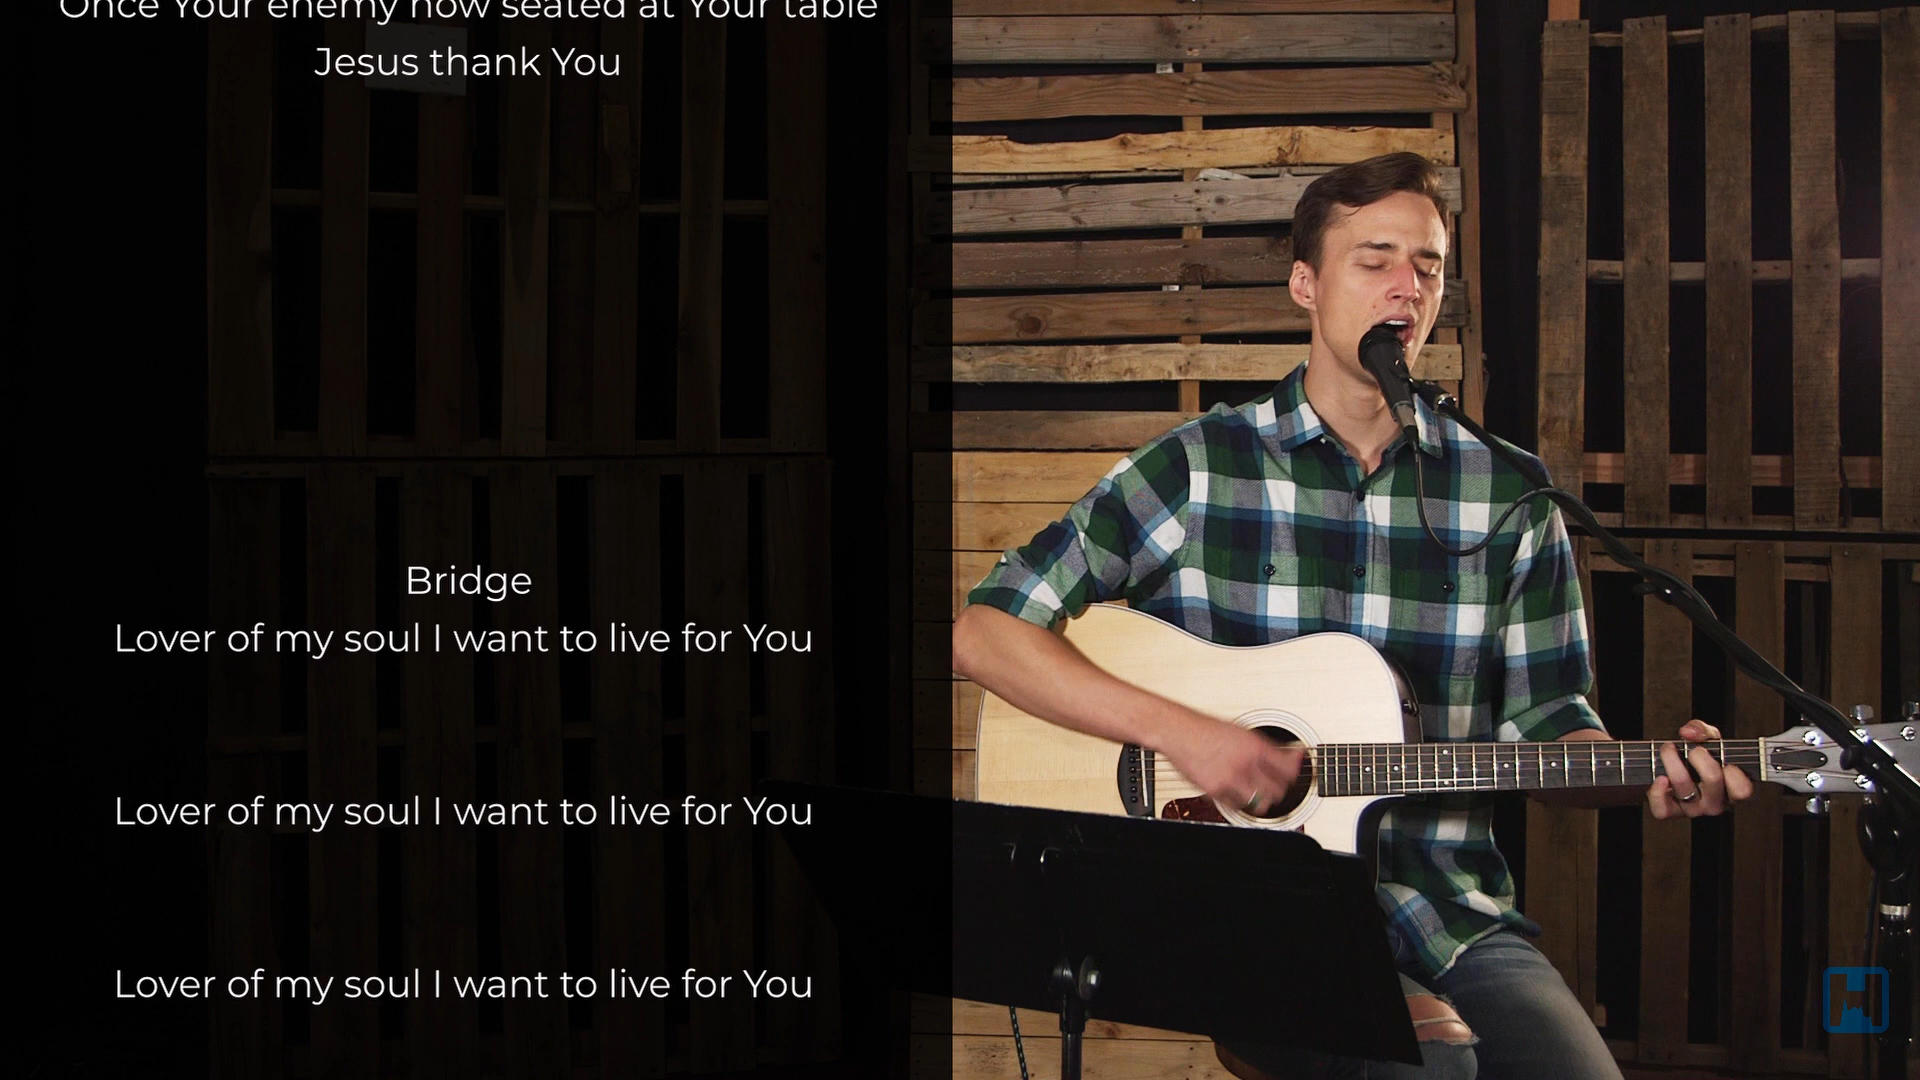 Once Your enemy now seated at Your table
Jesus thank You
Bridge
Lover of my soul I want to live for You
Lover of my soul I want to live for You
Lover of my soul I want to live for You